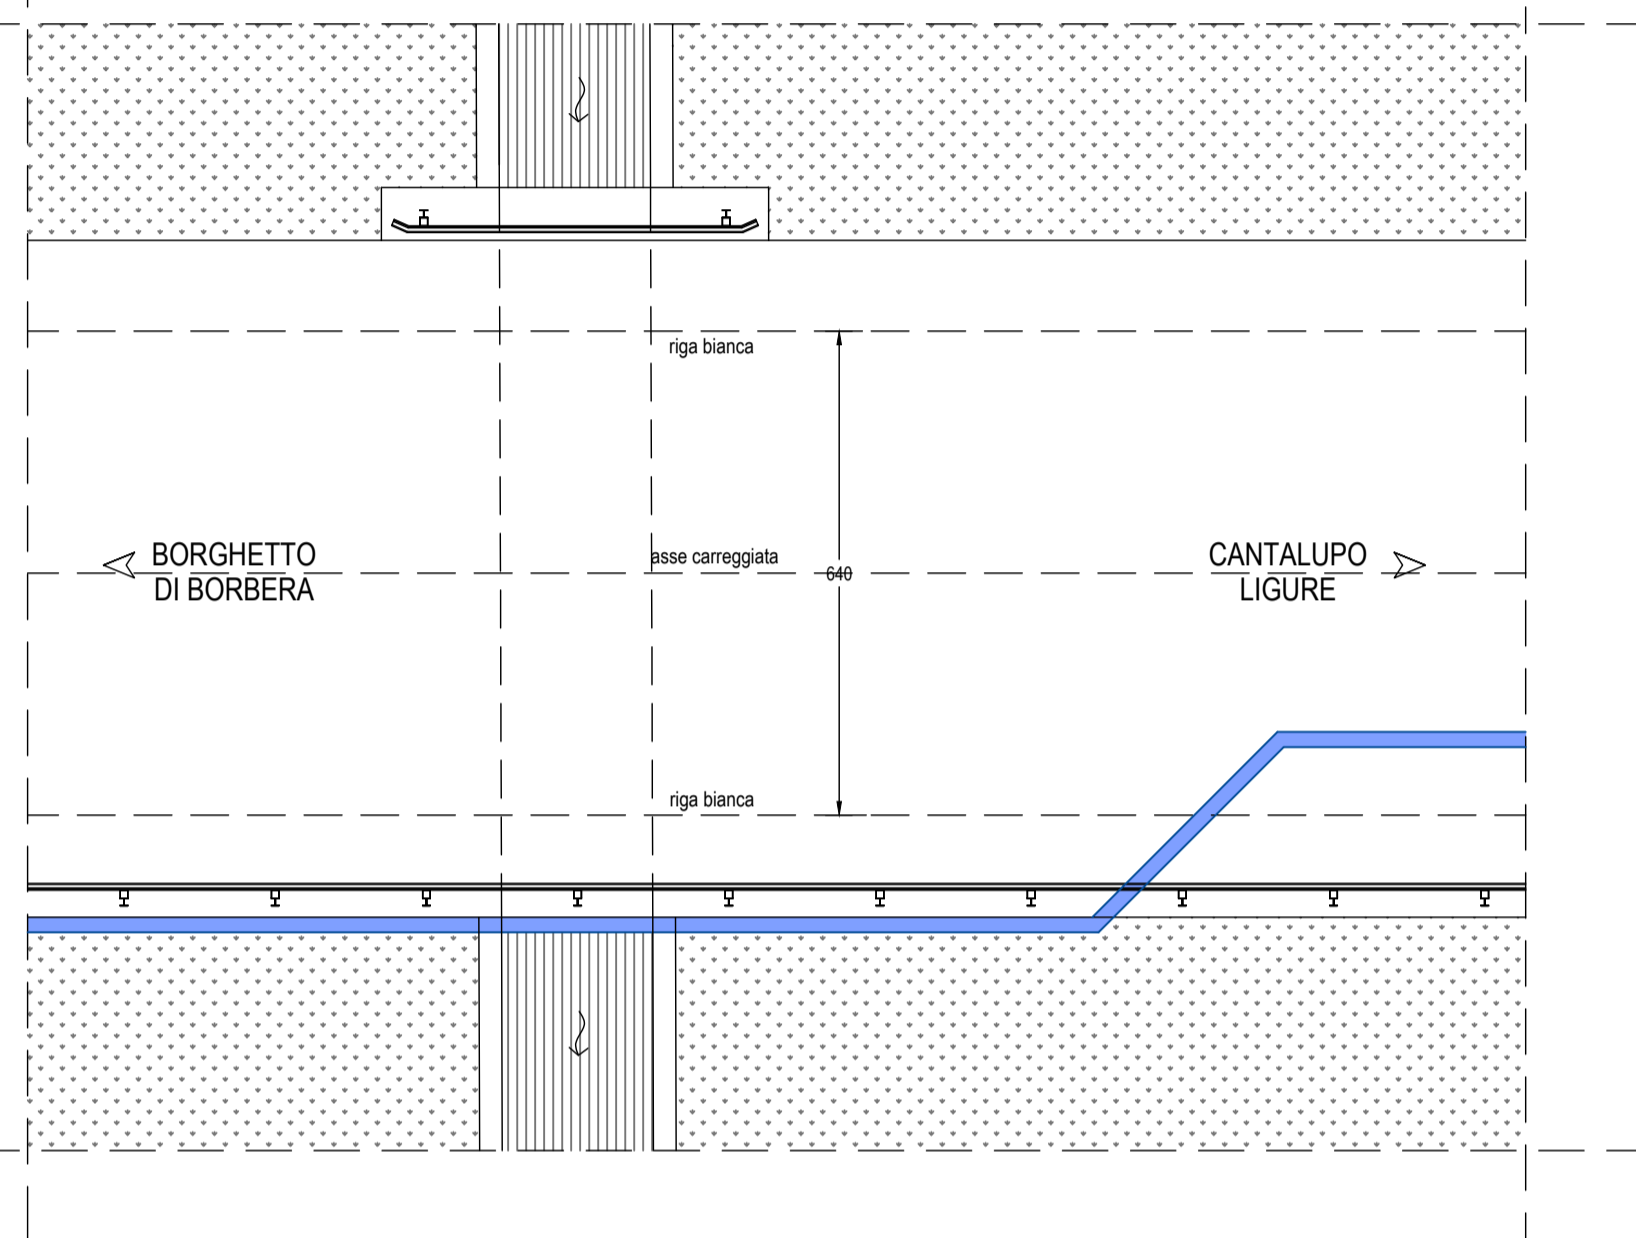 riga bianca
BORGHETTO
DI BORBERA
asse carreggiata
640
CANTALUPO
LIGURE
riga bianca